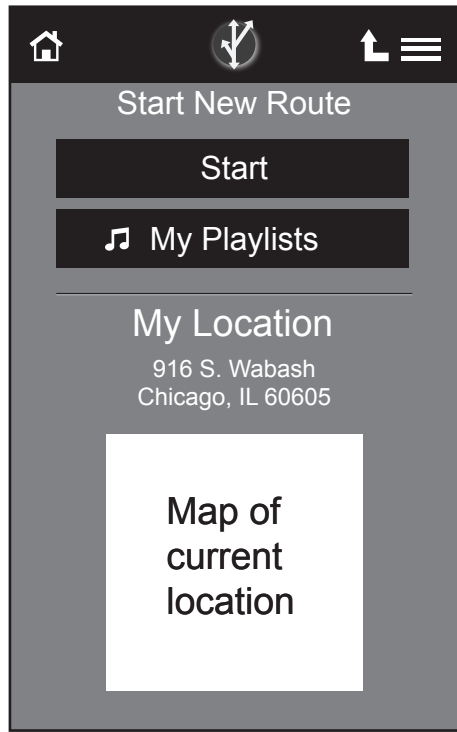 Start New Route
Start
My Playlists
My Location
916 S. Wabash
Chicago, IL 60605
Map of
current
location